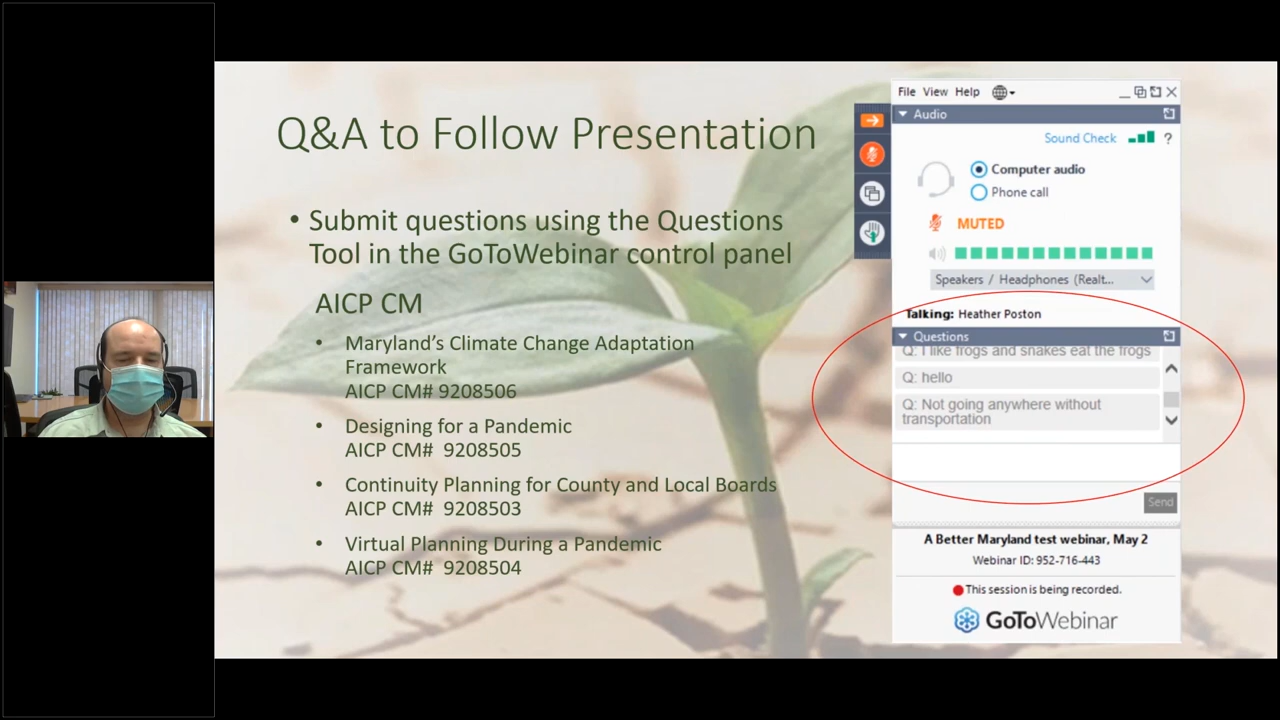 Q&A to Follow Presentation
• Submit questions using the Questions
Tool in the GoToWebinar control panel
AICP CM
• Maryland's Climate Change Adaptation
Framework
AICP CM# 9208506
• Designing for a Pandemic
AICP CM# 9208505
• Continuity Planning for County and Local Boards
AICP CM# 9208503
• Virtual Planning During a Pandemic
AICP CM# 9208504
File View Help
Audio
Sound Check ?
Computer audio
Phone call
MUTED
Speakers / Headphones (Realt...
Talking: Heather Poston
Questions
Q: I like frogs and snakes eat the frogs
Q: hello
Q: Not going anywhere without
transportation
Send
A Better Maryland test webinar, May 2
Webinar ID: 952-716-443
This session is being recorded.
GoToWebinar